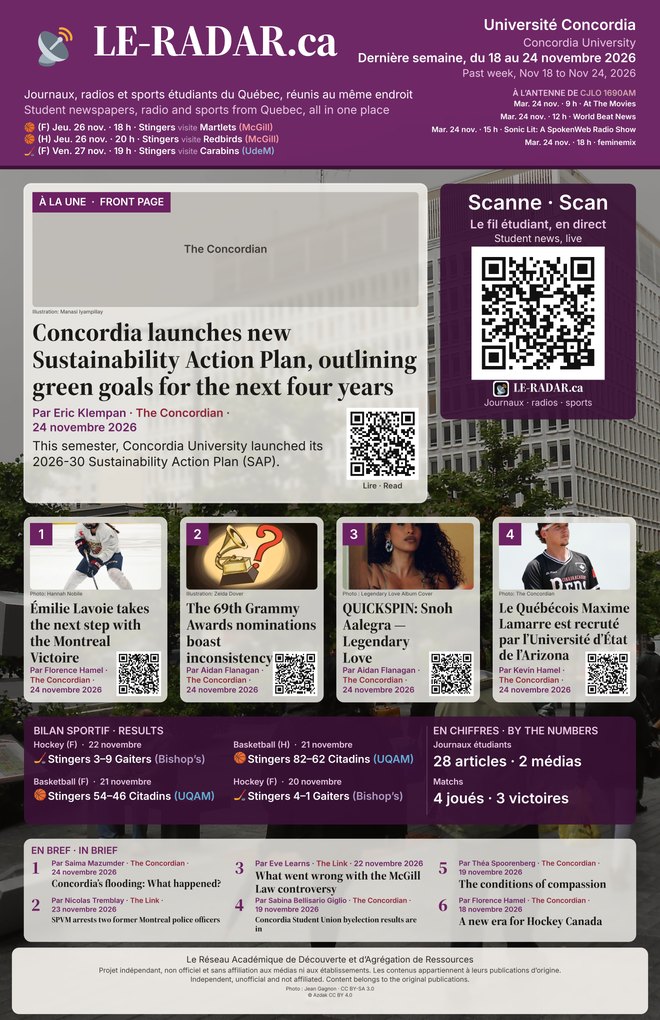 LE-RADAR.ca
Université Concordia
Concordia University
Dernière semaine, du 18 au 24 novembre 2026
Past week, Nov 18 to Nov 24, 2026
Journaux, radios et sports étudiants du Québec, réunis au même endroit
Student newspapers, radio and sports from Quebec, all in one place
(F) Jeu. 26 nov. · 18 h · Stingers visite Martlets (McGill)
(H) Jeu. 26 nov. · 20 h · Stingers visite Redbirds (McGill)
(F) Ven. 27 nov. · 19 h · Stingers visite Carabins (UdeM)
À L'ANTENNE DE CJLO 1690AM
Mar. 24 nov. · 9 h · At The Movies
Mar. 24 nov. · 12 h · World Beat News
Mar. 24 nov. · 15 h · Sonic Lit: A SpokenWeb Radio Show
Mar. 24 nov. · 18 h · feminemix
À LA UNE · FRONT PAGE
The Concordian
Illustration: Manasi Iyampillay
Concordia launches new
Sustainability Action Plan, outlining
green goals for the next four years
Par Eric Klempan · The Concordian ·
24 novembre 2026
This semester, Concordia University launched its
2026-30 Sustainability Action Plan (SAP).
Lire · Read
Scanne · Scan
Le fil étudiant, en direct
Student news, live
LE-RADAR.ca
Journaux · radios · sports
1
Photo: Hannah Nobile
Émilie Lavoie takes
the next step with
the Montreal
Victoire
Par Florence Hamel ·
The Concordian ·
24 novembre 2026
2
Illustration: Zelda Dover
The 69th Grammy
Awards nominations
boast
inconsistency
Par Aidan Flanagan ·
The Concordian ·
24 novembre 2026
3
Photo : Legendary Love Album Cover
QUICKSPIN: Snoh
Aalegra —
Legendary
Love
Par Aidan Flanagan ·
The Concordian ·
24 novembre 2026
4
Photo: The Concordian
Le Québécois Maxime
Lamarre est recruté
par l'Université d'État
de l'Arizona
Par Kevin Hamel ·
The Concordian ·
24 novembre 2026
BILAN SPORTIF · RESULTS
Hockey (F) · 22 novembre
Stingers 3–9 Gaiters (Bishop's)
Basketball (F) · 21 novembre
Stingers 54–46 Citadins (UQAM)
Basketball (H) · 21 novembre
Stingers 82–62 Citadins (UQAM)
Hockey (F) · 20 novembre
Stingers 4–1 Gaiters (Bishop's)
EN CHIFFRES · BY THE NUMBERS
Journaux étudiants
28 articles · 2 médias
Matchs
4 joués · 3 victoires
EN BREF · IN BRIEF
1
Par Saima Mazumder · The Concordian ·
24 novembre 2026
Concordia's flooding: What happened?
2
Par Nicolas Tremblay · The Link ·
23 novembre 2026
SPVM arrests two former Montreal police officers
3
Par Eve Learns · The Link · 22 novembre 2026
What went wrong with the McGill
Law controversy
4
Par Sabina Bellisario Giglio · The Concordian ·
19 novembre 2026
Concordia Student Union byelection results are
in
5
Par Théa Spoorenberg · The Concordian ·
19 novembre 2026
The conditions of compassion
6
Par Florence Hamel · The Concordian ·
18 novembre 2026
A new era for Hockey Canada
Le Réseau Académique de Découverte et d'Agrégation de Ressources
Projet indépendant, non officiel et sans affiliation aux médias ni aux établissements. Les contenus appartiennent à leurs publications d'origine.
Independent, unofficial and not affiliated. Content belongs to the original publications.
Photo : Jean Gagnon · CC BY-SA 3.0
© Azdak CC BY 4.0